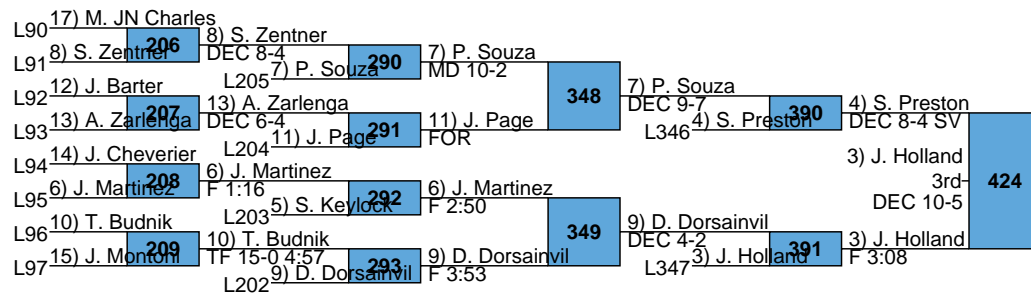 L90 17) M. JN Charles
206
L91 8) S. Zentner
8) S. Zentner
DEC 8-4
290
L205 7) P. Souza
7) P. Souza
MD 10-2
L92 12) J. Barter
207
L93 13) A. Zarlenga
13) A. Zarlenga
DEC 6-4
291
L204 11) J. Page
11) J. Page
FOR
348
7) P. Souza
DEC 9-7
390
L346 4) S. Preston
4) S. Preston
DEC 8-4 SV
L94 14) J. Cheverier
208
L95 6) J. Martinez
6) J. Martinez
F 1:16
292
L203 5) S. Keylock
6) J. Martinez
F 2:50
L96 10) T. Budnik
209
L97 15) J. Montoni
10) T. Budnik
TF 15-0 4:57
293
L202 9) D. Dorsainvil
9) D. Dorsainvil
F 3:53
349
9) D. Dorsainvil
DEC 4-2
391
L347 3) J. Holland
3) J. Holland
F 3:08
424
3) J. Holland
3rd
DEC 10-5